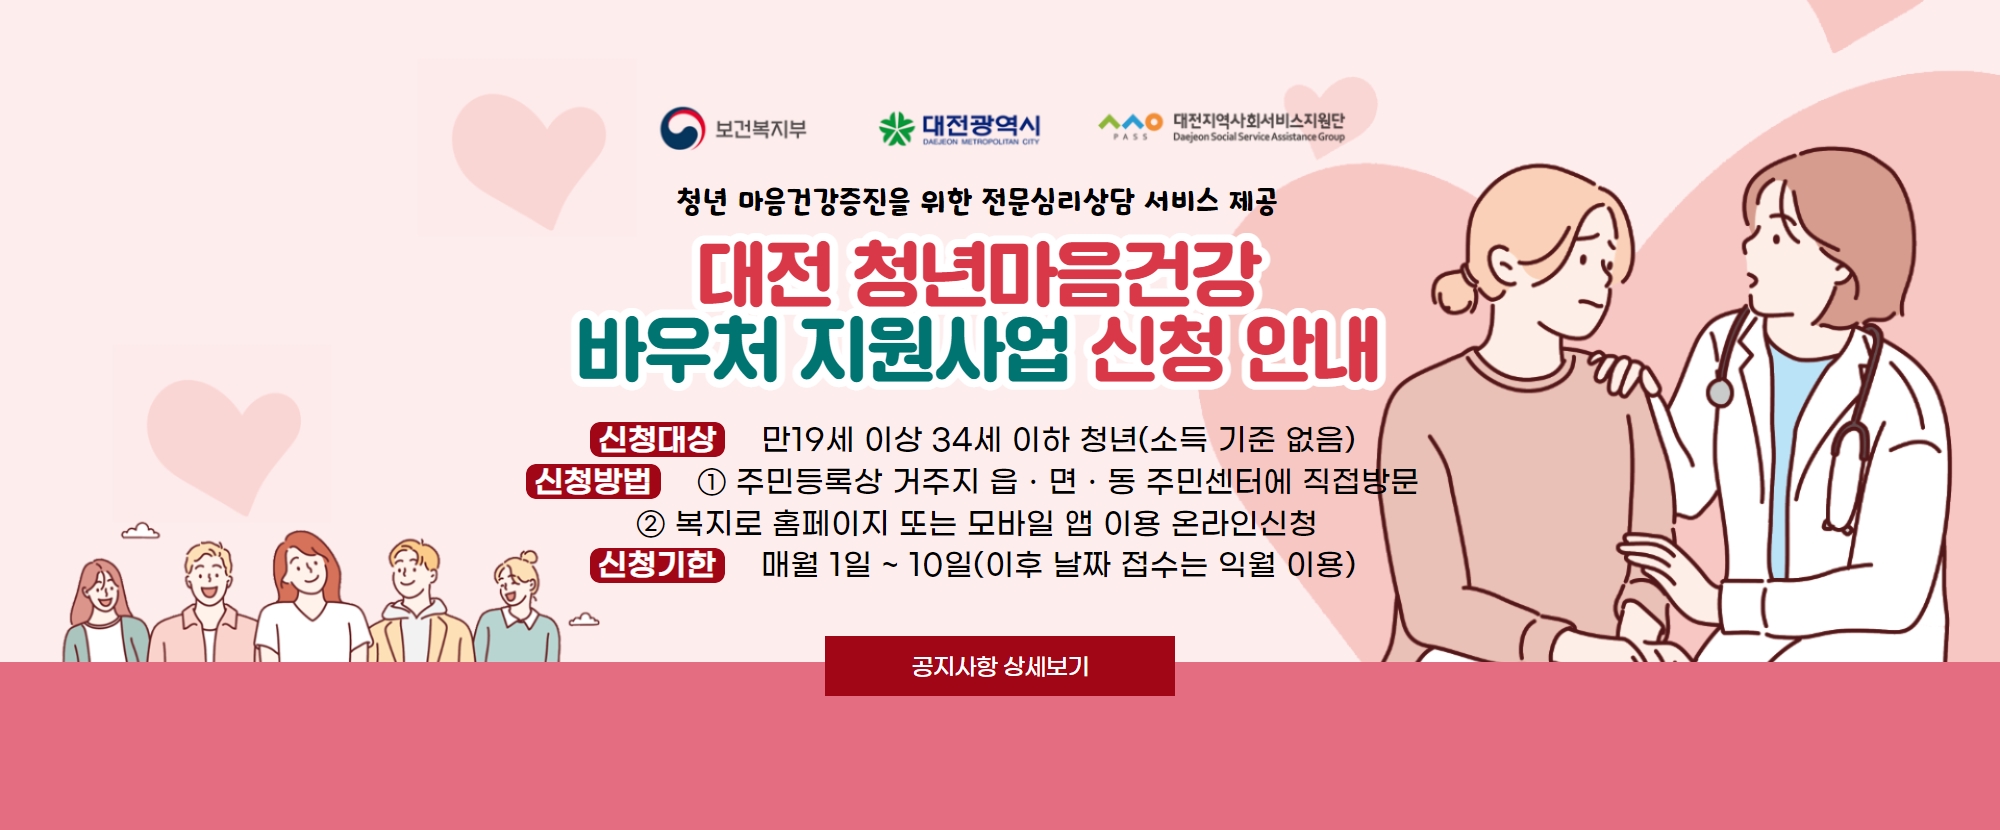 보건복지부
대전광역시
DAEJEON METROPOLITAN CITY
PASS
대전지역사회서비스지원단
Daejeon Social Service Assistance Group
청년 마음건강증진을 위한 전문심리상담 서비스 제공
대전 청년마음건강
바우처 지원사업 신청 안내
신청대상 만19세 이상 34세 이하 청년(소득 기준 없음)
신청방법 ① 주민등록상 거주지 읍 · 면 · 동 주민센터에 직접방문
② 복지로 홈페이지 또는 모바일 앱 이용 온라인신청
신청기한 매월 1일 ~ 10일(이후 날짜 접수는 익월 이용)
공지사항 상세보기